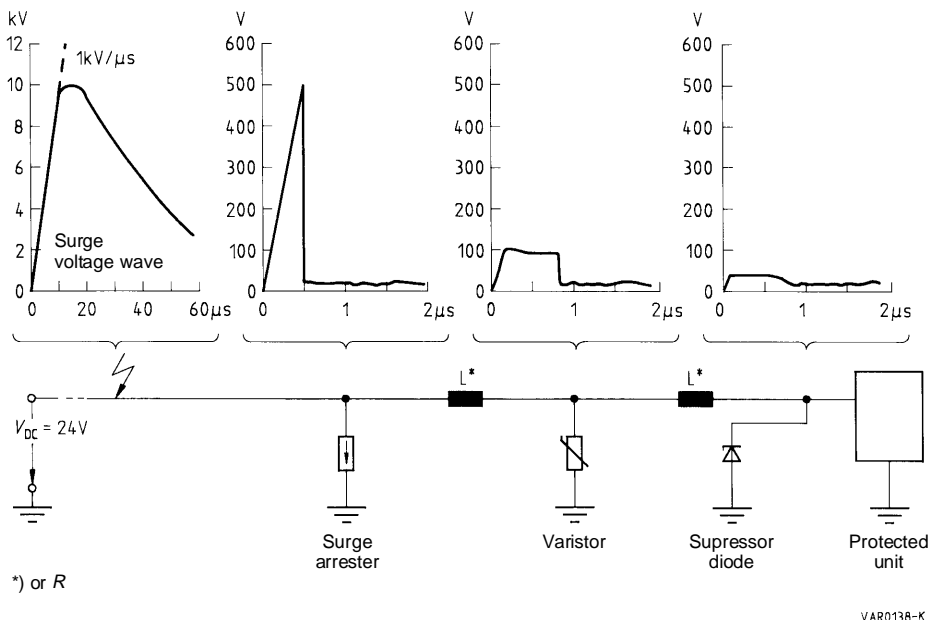 kV
12
10
8
6
4
2
0
1kV/μs
Surge
voltage wave
0 20 40 60μs
V
600
500
400
300
200
100
0
0 1 2μs
V
600
500
400
300
200
100
0
0 1 2μs
V
600
500
400
300
200
100
0
0 1 2μs
L*
L*
V_DC = 24V
Surge
arrester
Varistor
Supressor
diode
Protected
unit
*) or R
VAR0138-K